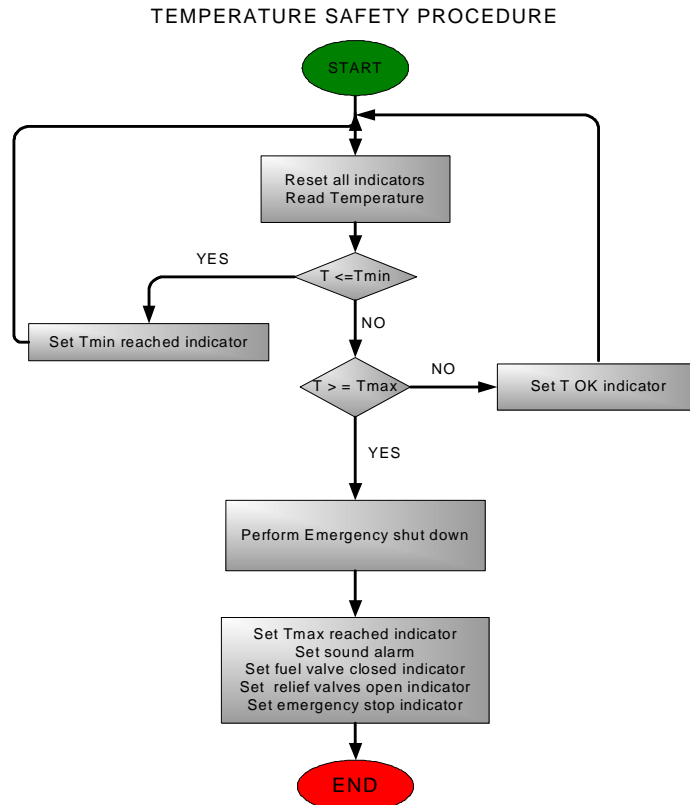 TEMPERATURE SAFETY PROCEDURE
START
Reset all indicators
Read Temperature
YES
T <=Tmin
Set Tmin reached indicator
NO
T > = Tmax
NO
Set T OK indicator
YES
Perform Emergency shut down
Set Tmax reached indicator
Set sound alarm
Set fuel valve closed indicator
Set relief valves open indicator
Set emergency stop indicator
END